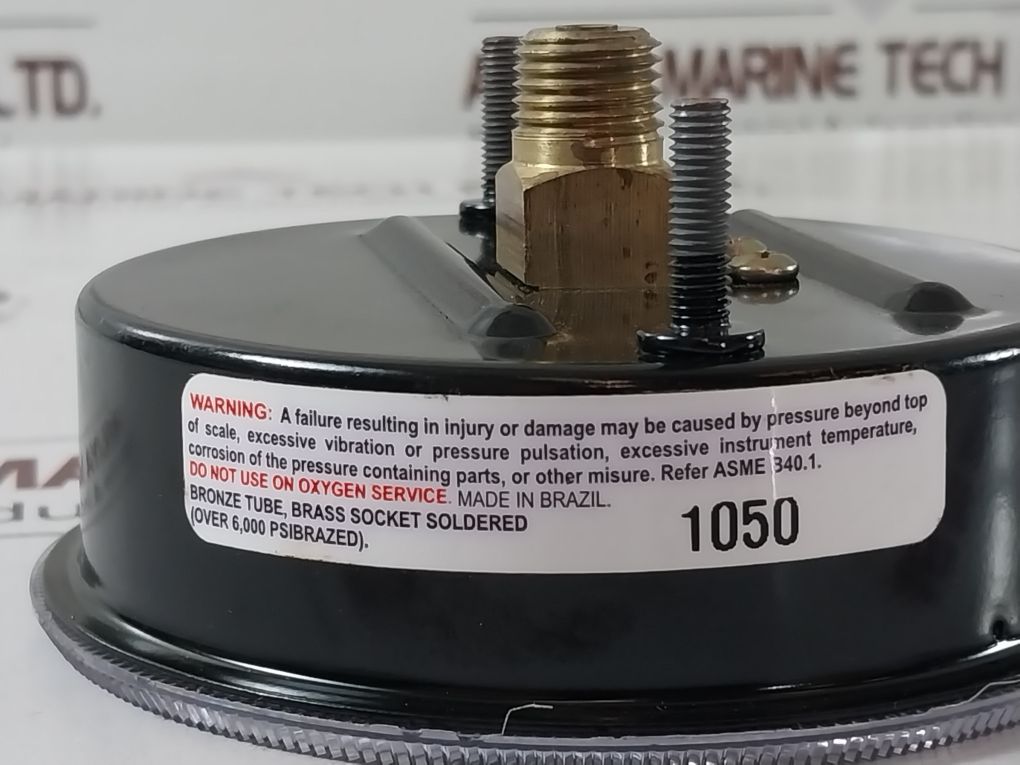 LTD.
MARINE TECH
WARNING: A failure resulting in injury or damage may be caused by pressure beyond top
of scale, excessive vibration or pressure pulsation, excessive instrument temperature,
corrosion of the pressure containing parts, or other misure. Refer ASME B40.1.
DO NOT USE ON OXYGEN SERVICE. MADE IN BRAZIL.
BRONZE TUBE, BRASS SOCKET SOLDERED
(OVER 6,000 PSIBRAZED).
1050